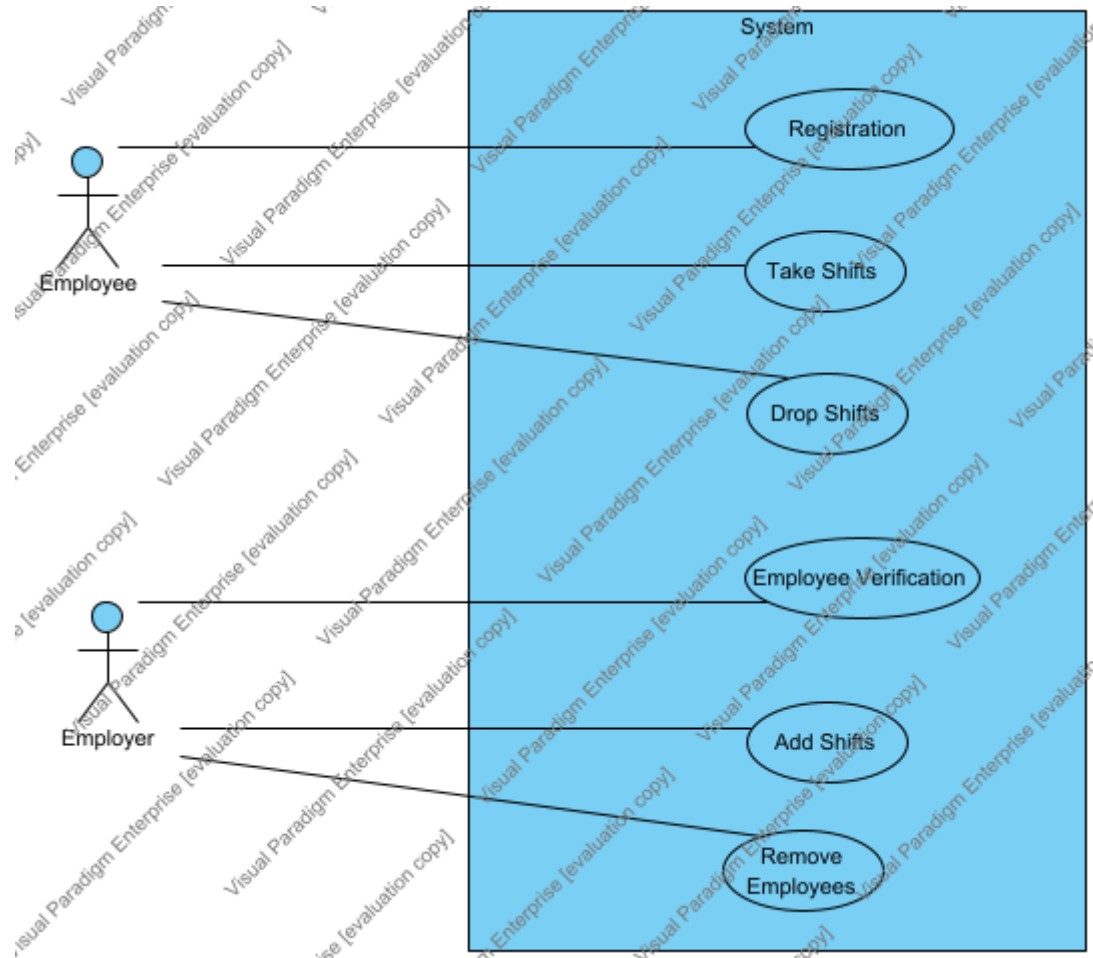 System
Registration
Employee
Take Shifts
Drop Shifts
Employee Verification
Employer
Add Shifts
Remove
Employees
Visual Paradigm Enterprise [evaluation copy]